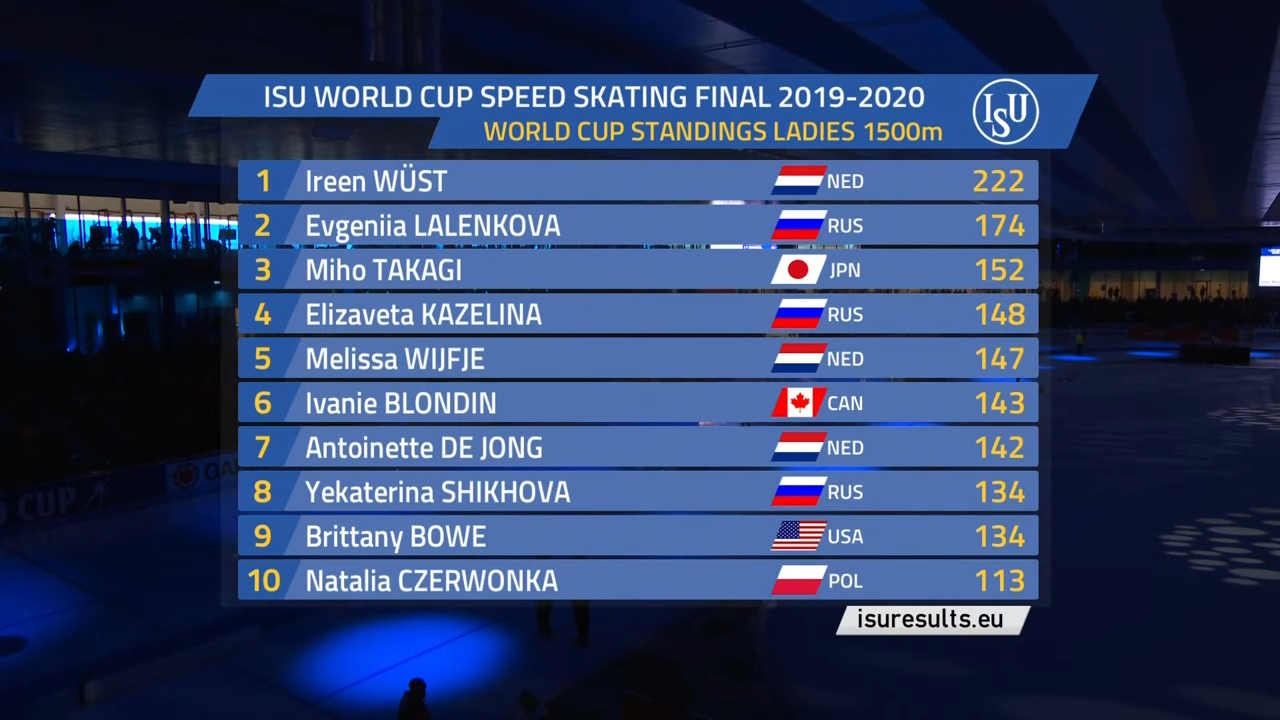 ISU WORLD CUP SPEED SKATING FINAL 2019-2020
ISU
WORLD CUP STANDINGS LADIES 1500m
1 Ireen WÜST NED 222
2 Evgeniia LALENKOVA RUS 174
3 Miho TAKAGI JPN 152
4 Elizaveta KAZELINA RUS 148
5 Melissa WIJFJE NED 147
6 Ivanie BLONDIN CAN 143
7 Antoinette DE JONG NED 142
8 Yekaterina SHIKHOVA RUS 134
9 Brittany BOWE USA 134
10 Natalia CZERWONKA POL 113
isuresults.eu
CUP